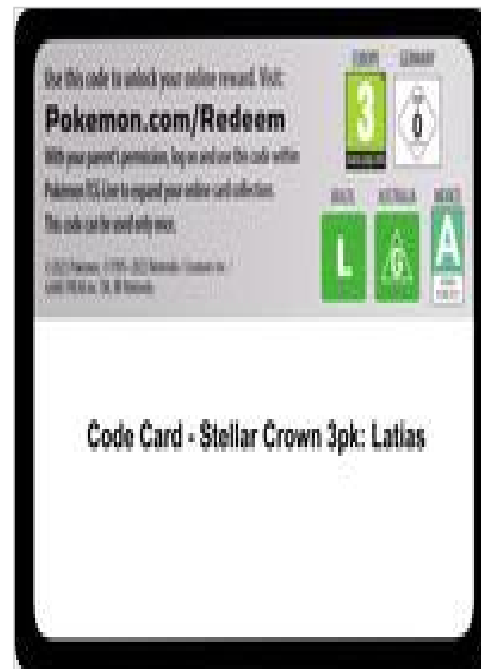 Use this code to unlock your online reward. Visit:
Pokemon.com/Redeem
With your parent's permission, log on and use this code within
Pokémon TCG Live to expand your online card collection.
This code can be used only once.
EUROPE GERMANY
3
0
BRAZIL AUSTRALIA MEXICO
L
G
A
Code Card - Stellar Crown 3pk: Latias